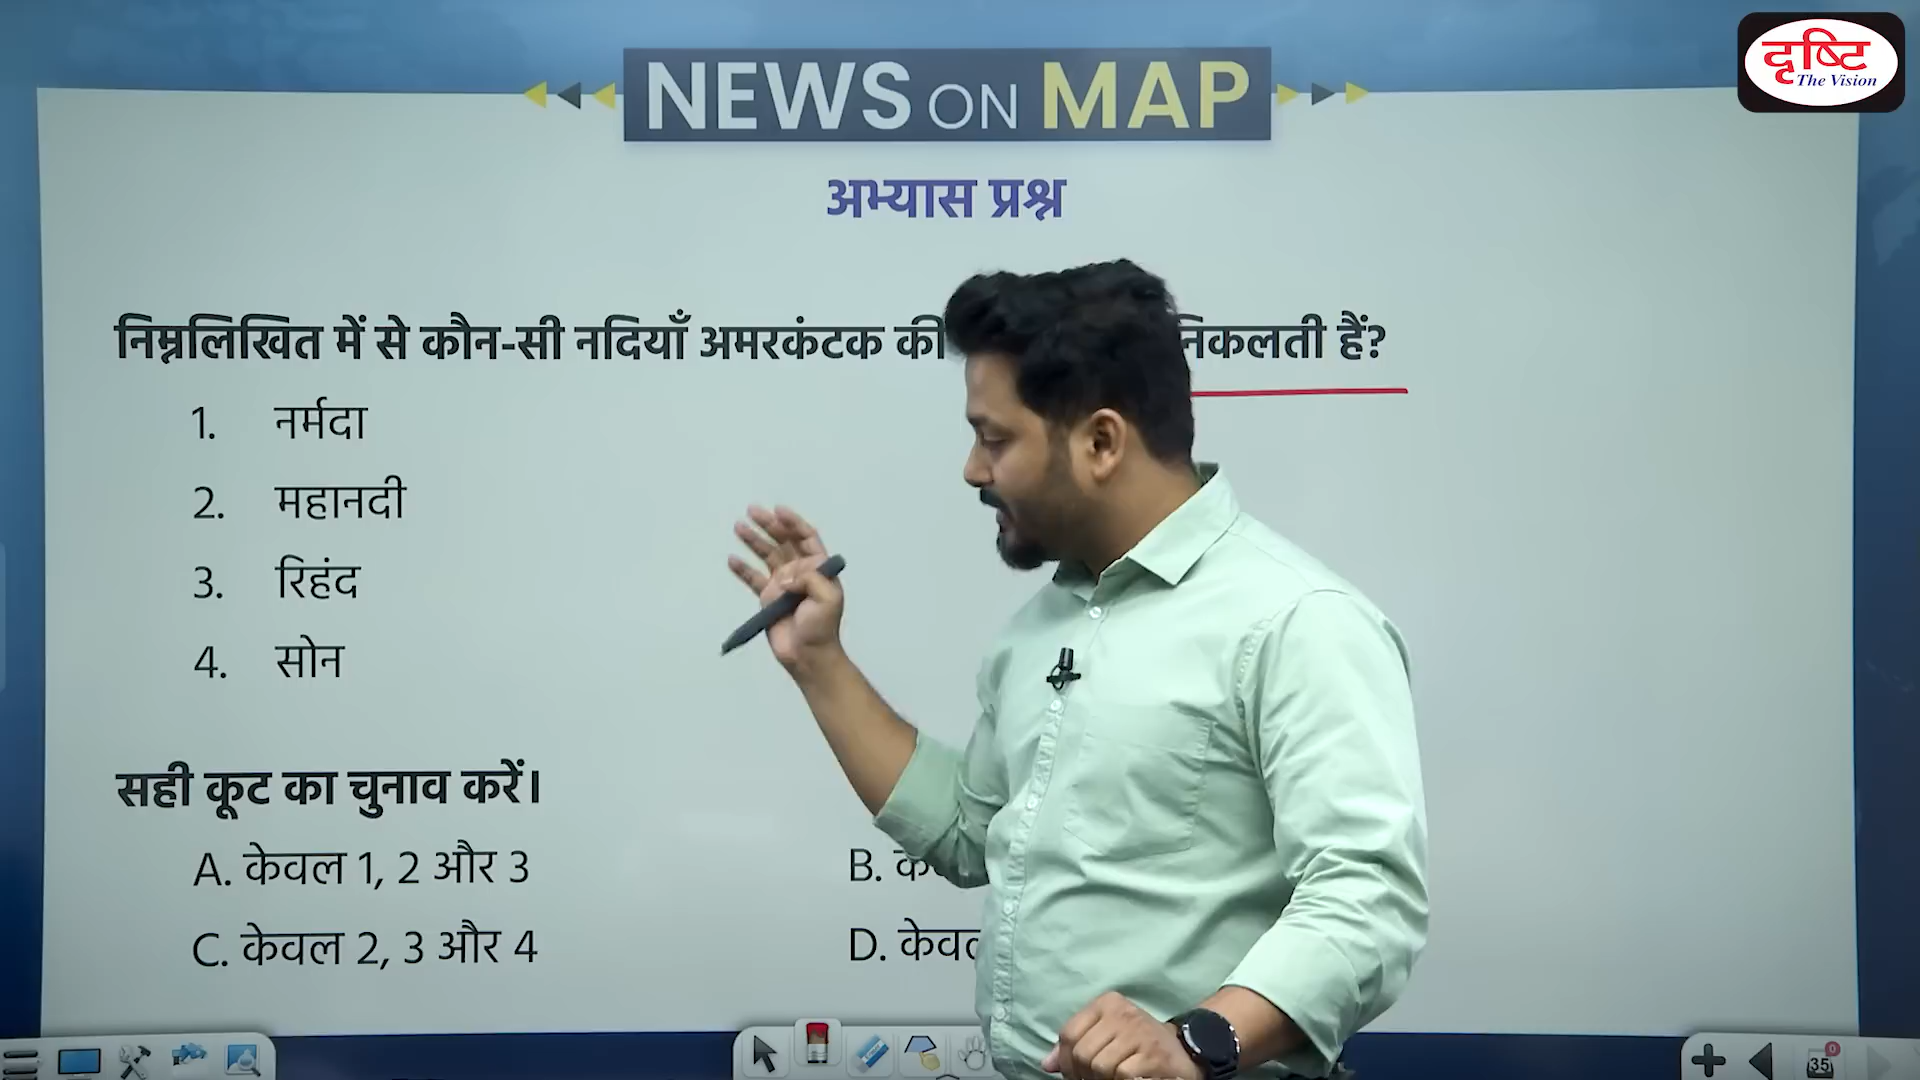 दृष्टि
The Vision
NEWS ON MAP
अभ्यास प्रश्न
निम्नलिखित में से कौन-सी नदियाँ अमरकंटक की निकलती हैं?
1. नर्मदा
2. महानदी
3. रिहंद
4. सोन
सही कूट का चुनाव करें।
A. केवल 1, 2 और 3
B.
C. केवल 2, 3 और 4
D.
35
0